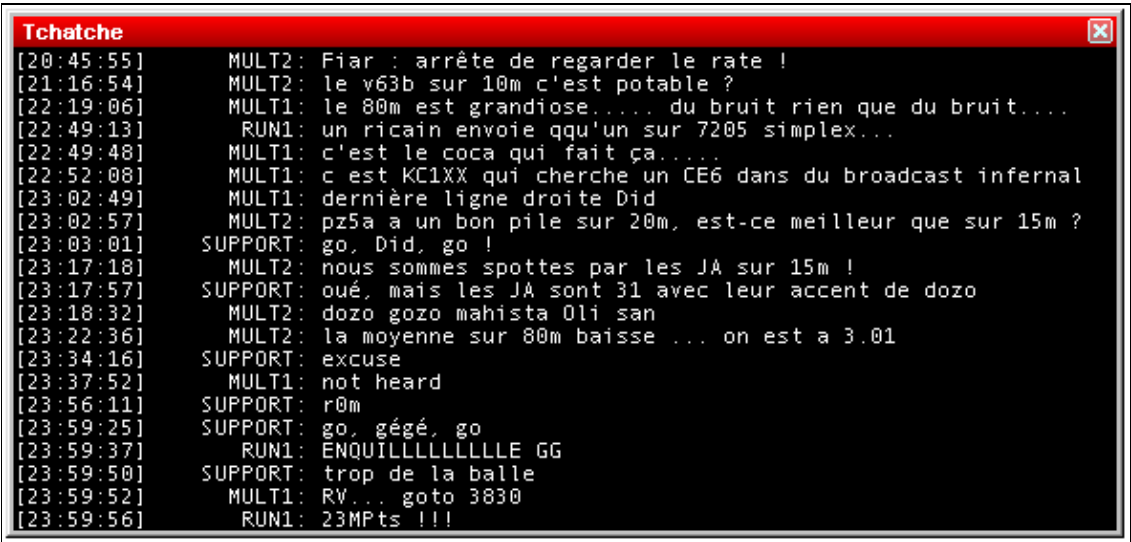 Tchatche
[20:45:55] MULT2: Fiar : arrête de regarder le rate !
[21:16:54] MULT2: le v63b sur 10m c'est potable ?
[22:19:06] MULT1: le 80m est grandiose..... du bruit rien que du bruit....
[22:49:13] RUN1: un ricain envoie qqu'un sur 7205 simplex...
[22:49:48] MULT1: c'est le coca qui fait ça.....
[22:52:08] MULT1: c est KC1XX qui cherche un CE6 dans du broadcast infernal
[23:02:49] MULT1: dernière ligne droite Did
[23:02:57] MULT2: pz5a a un bon pile sur 20m, est-ce meilleur que sur 15m ?
[23:03:01] SUPPORT: go, Did, go !
[23:17:18] MULT2: nous sommes spottes par les JA sur 15m !
[23:17:57] SUPPORT: oué, mais les JA sont 31 avec leur accent de dozo
[23:18:32] MULT2: dozo gozo mahista Oli san
[23:22:36] MULT2: la moyenne sur 80m baisse ... on est a 3.01
[23:34:16] SUPPORT: excuse
[23:37:52] MULT1: not heard
[23:56:11] SUPPORT: r0m
[23:59:25] SUPPORT: go, gégé, go
[23:59:37] RUN1: ENQUILLLLLLLLLE GG
[23:59:50] SUPPORT: trop de la balle
[23:59:52] MULT1: RV... goto 3830
[23:59:56] RUN1: 23MPts !!!